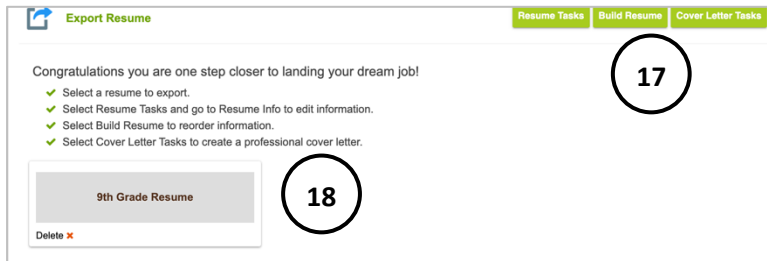 Export Resume
Resume Tasks Build Resume Cover Letter Tasks
17
Congratulations you are one step closer to landing your dream job!
Select a resume to export.
Select Resume Tasks and go to Resume Info to edit information.
Select Build Resume to reorder information.
Select Cover Letter Tasks to create a professional cover letter.
9th Grade Resume
18
Delete